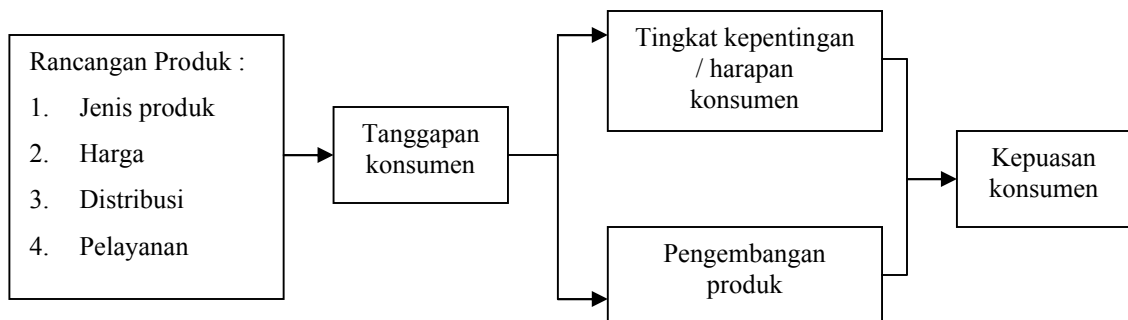 Rancangan Produk :
1. Jenis produk
2. Harga
3. Distribusi
4. Pelayanan
Tanggapan
konsumen
Tingkat kepentingan
/ harapan
konsumen
Pengembangan
produk
Kepuasan
konsumen